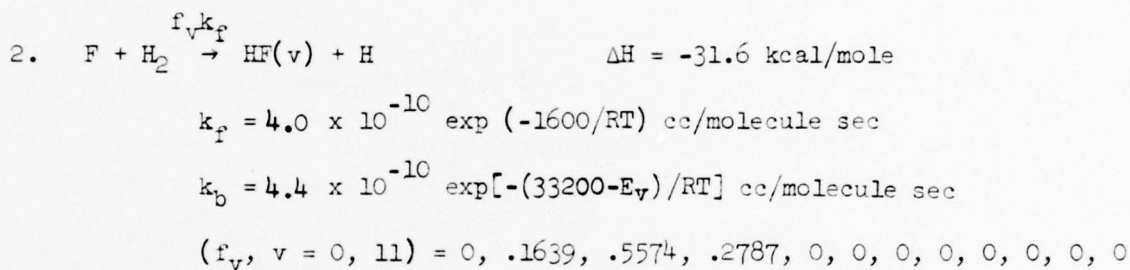 f_v k_f
2. F + H_2 → HF(v) + H ΔH = -31.6 kcal/mole
k_f = 4.0 x 10^-10 exp (-1600/RT) cc/molecule sec
k_b = 4.4 x 10^-10 exp[-(33200-E_v)/RT] cc/molecule sec
(f_v, v = 0, 11) = 0, .1639, .5574, .2787, 0, 0, 0, 0, 0, 0, 0, 0